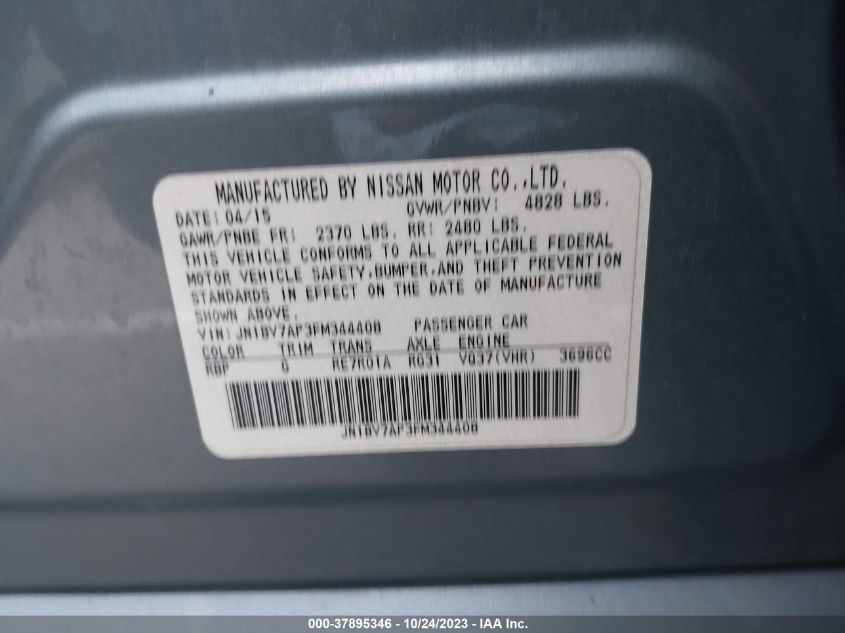 MANUFACTURED BY NISSAN MOTOR CO.,LTD.
DATE: 04/15 GVWR/PNBV: 4828 LBS.
GAWR/PNBE FR: 2370 LBS. RR: 2480 LBS.
THIS VEHICLE CONFORMS TO ALL APPLICABLE FEDERAL
MOTOR VEHICLE SAFETY,BUMPER,AND THEFT PREVENTION
STANDARDS IN EFFECT ON THE DATE OF MANUFACTURE
SHOWN ABOVE.
VIN: JN1BV7AP3FM344408 PASSENGER CAR
COLOR TRIM TRANS AXLE ENGINE
RBP G RE7R01A RG31 VQ37(VHR) 3696CC
JN1BV7AP3FM344408
000-37895346 - 10/24/2023 - IAA Inc.